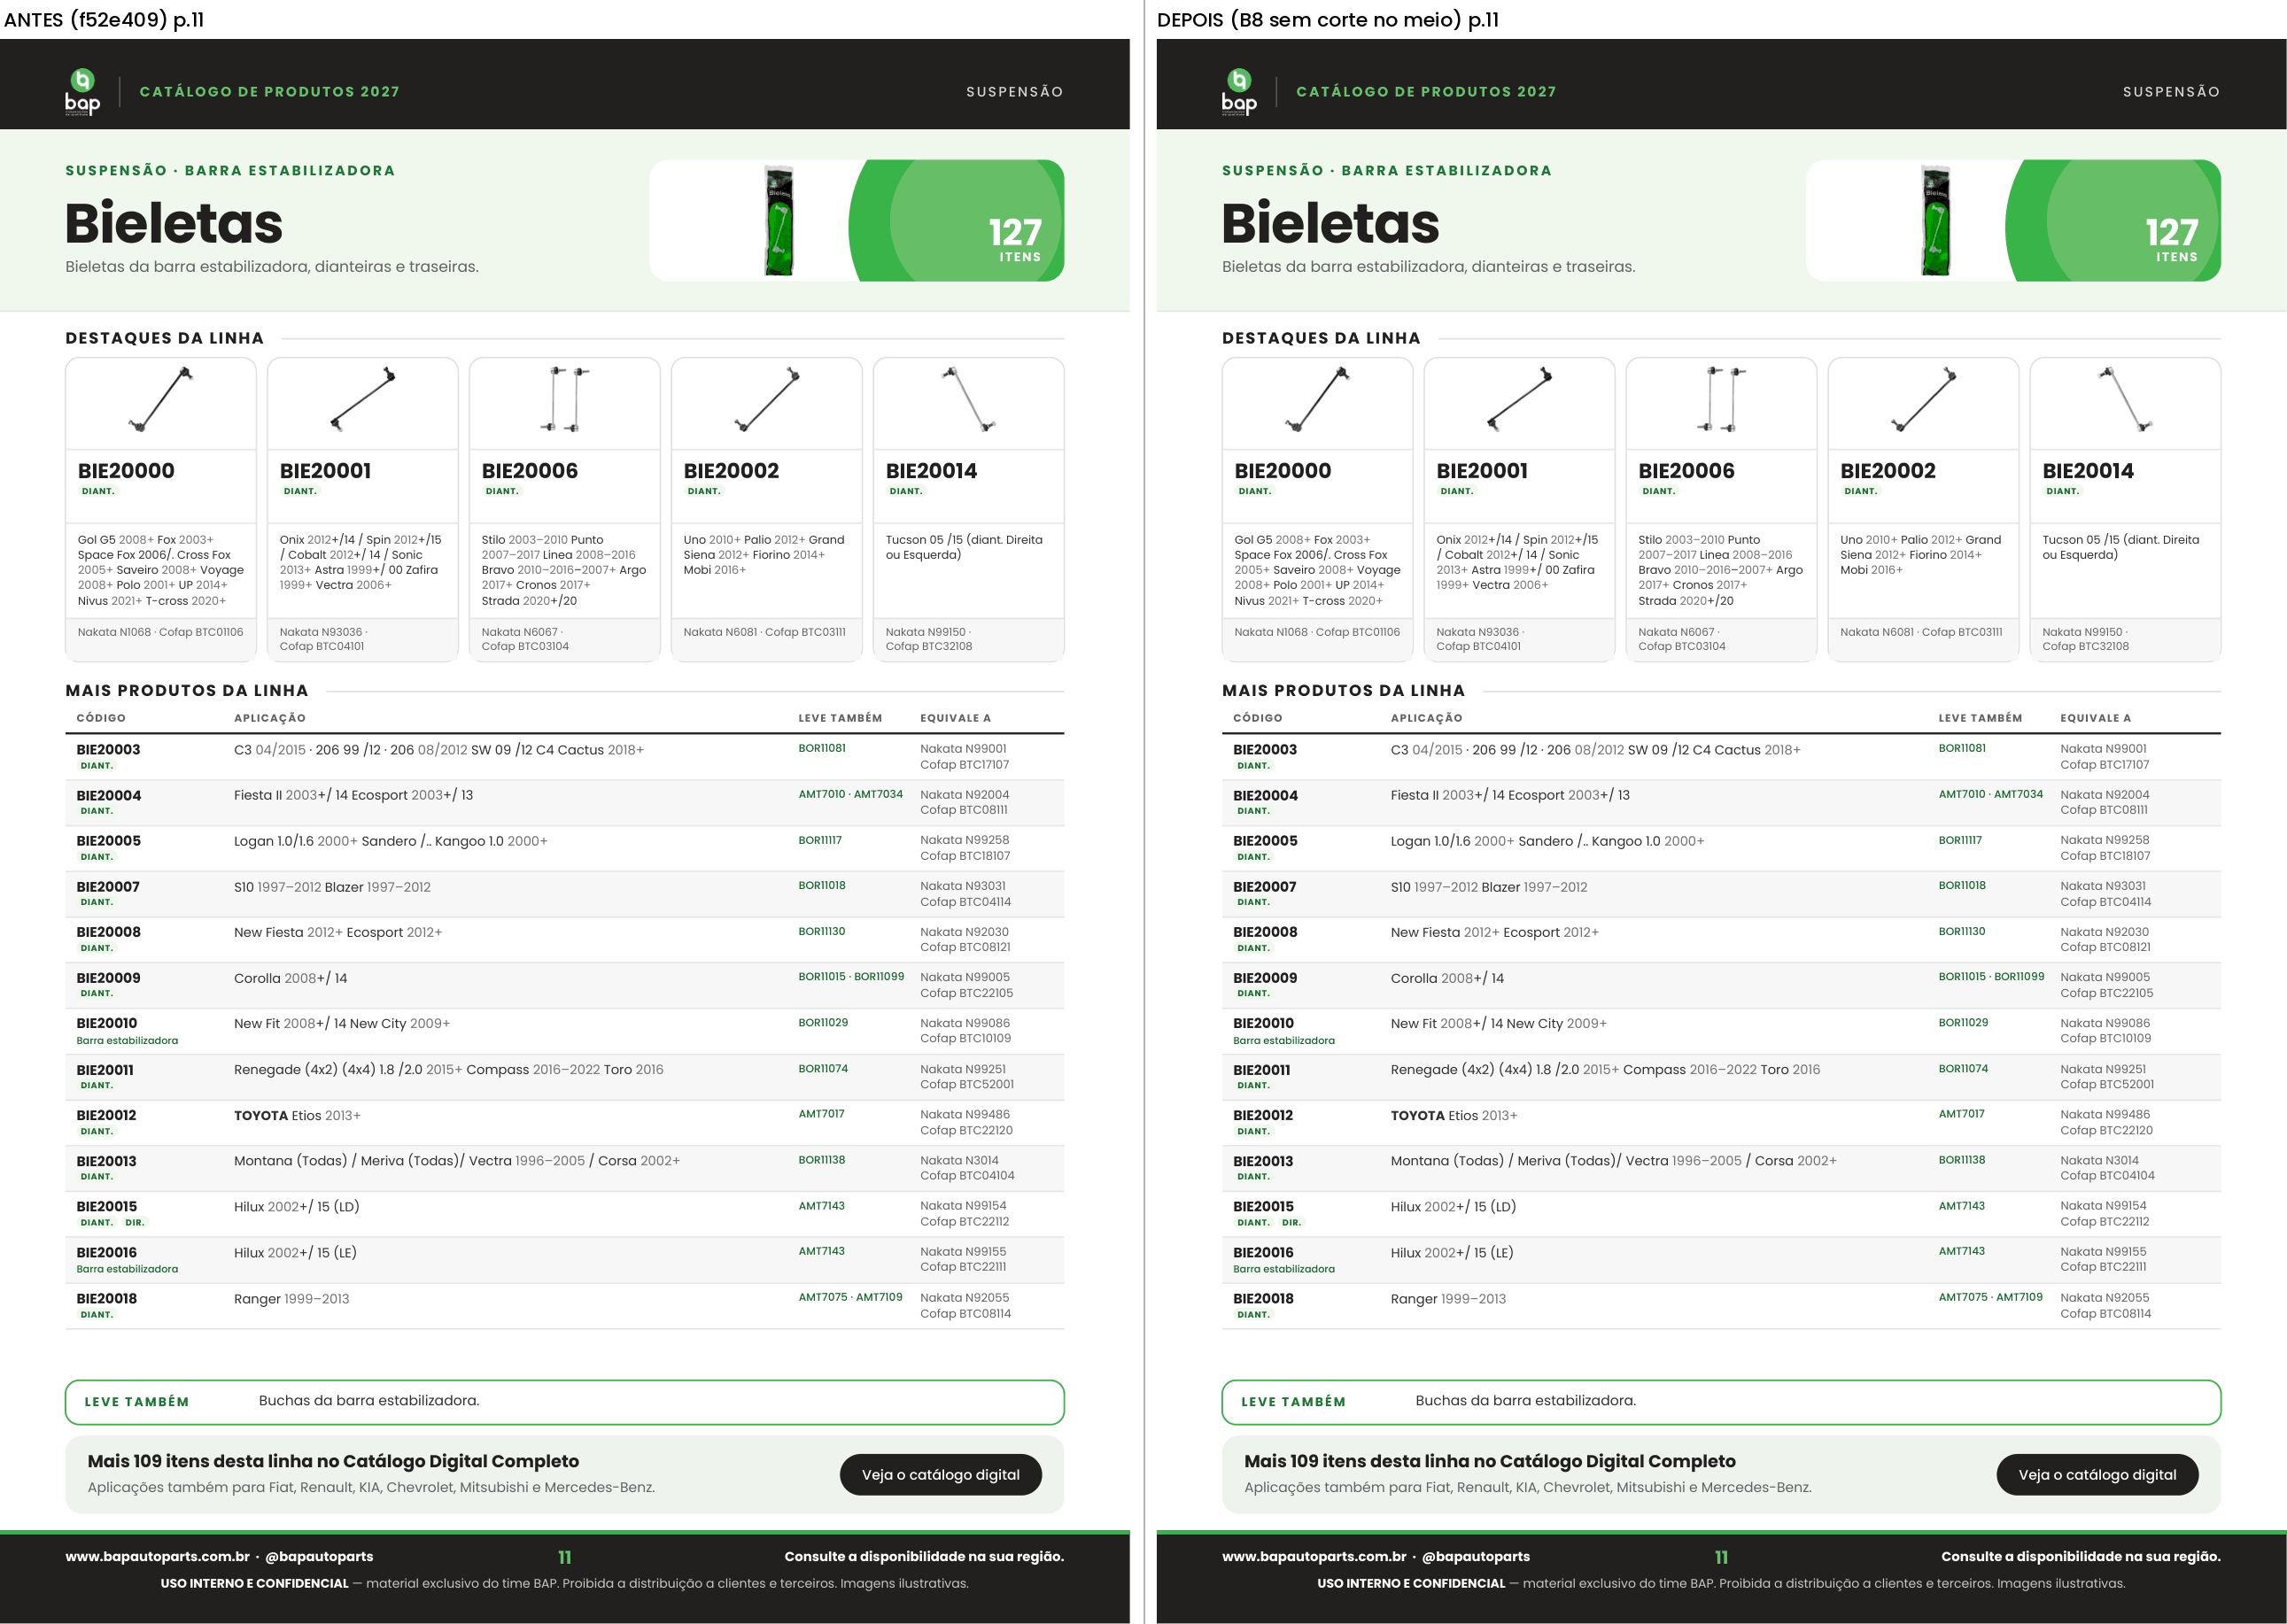 ANTES (f52e409) p.11
bap
CATÁLOGO DE PRODUTOS 2027
SUSPENSÃO
SUSPENSÃO · BARRA ESTABILIZADORA
Bieletas
Bieletas da barra estabilizadora, dianteiras e traseiras.
127
ITENS
DESTAQUES DA LINHA
BIE20000
DIANT.
Gol G5 2008+ Fox 2003+
Space Fox 2006/. Cross Fox
2005+ Saveiro 2008+ Voyage
2008+ Polo 2001+ UP 2014+
Nivus 2021+ T-cross 2020+
Nakata N1068 · Cofap BTC01106
BIE20001
DIANT.
Onix 2012+/14 / Spin 2012+/15
/ Cobalt 2012+/ 14 / Sonic
2013+ Astra 1999+/ 00 Zafira
1999+ Vectra 2006+
Nakata N93036 ·
Cofap BTC04101
BIE20006
DIANT.
Stilo 2003–2010 Punto
2007–2017 Linea 2008–2016
Bravo 2010–2016–2007+ Argo
2017+ Cronos 2017+
Strada 2020+/20
Nakata N6067 ·
Cofap BTC03104
BIE20002
DIANT.
Uno 2010+ Palio 2012+ Grand
Siena 2012+ Fiorino 2014+
Mobi 2016+
Nakata N6081 · Cofap BTC03111
BIE20014
DIANT.
Tucson 05 /15 (diant. Direita
ou Esquerda)
Nakata N99150 ·
Cofap BTC32108
MAIS PRODUTOS DA LINHA
CÓDIGO APLICAÇÃO LEVE TAMBÉM EQUIVALE A
BIE20003 C3 04/2015 · 206 99 /12 · 206 08/2012 SW 09 /12 C4 Cactus 2018+ BOR11081 Nakata N99001
DIANT. Cofap BTC17107
BIE20004 Fiesta II 2003+/ 14 Ecosport 2003+/ 13 AMT7010 · AMT7034 Nakata N92004
DIANT. Cofap BTC08111
BIE20005 Logan 1.0/1.6 2000+ Sandero /.. Kangoo 1.0 2000+ BOR11117 Nakata N99258
DIANT. Cofap BTC18107
BIE20007 S10 1997–2012 Blazer 1997–2012 BOR11018 Nakata N93031
DIANT. Cofap BTC04114
BIE20008 New Fiesta 2012+ Ecosport 2012+ BOR11130 Nakata N92030
DIANT. Cofap BTC08121
BIE20009 Corolla 2008+/ 14 BOR11015 · BOR11099 Nakata N99005
DIANT. Cofap BTC22105
BIE20010 New Fit 2008+/ 14 New City 2009+ BOR11029 Nakata N99086
Barra estabilizadora Cofap BTC10109
BIE20011 Renegade (4x2) (4x4) 1.8 /2.0 2015+ Compass 2016–2022 Toro 2016 BOR11074 Nakata N99251
DIANT. Cofap BTC52001
BIE20012 TOYOTA Etios 2013+ AMT7017 Nakata N99486
DIANT. Cofap BTC22120
BIE20013 Montana (Todas) / Meriva (Todas)/ Vectra 1996–2005 / Corsa 2002+ BOR11138 Nakata N3014
DIANT. Cofap BTC04104
BIE20015 Hilux 2002+/ 15 (LD) AMT7143 Nakata N99154
DIANT. DIR. Cofap BTC22112
BIE20016 Hilux 2002+/ 15 (LE) AMT7143 Nakata N99155
Barra estabilizadora Cofap BTC22111
BIE20018 Ranger 1999–2013 AMT7075 · AMT7109 Nakata N92055
DIANT. Cofap BTC08114
LEVE TAMBÉM Buchas da barra estabilizadora.
Mais 109 itens desta linha no Catálogo Digital Completo
Aplicações também para Fiat, Renault, KIA, Chevrolet, Mitsubishi e Mercedes-Benz.
Veja o catálogo digital
www.bapautoparts.com.br · @bapautoparts 11 Consulte a disponibilidade na sua região.
USO INTERNO E CONFIDENCIAL — material exclusivo do time BAP. Proibida a distribuição a clientes e terceiros. Imagens ilustrativas.
DEPOIS (B8 sem corte no meio) p.11
bap
CATÁLOGO DE PRODUTOS 2027
SUSPENSÃO
SUSPENSÃO · BARRA ESTABILIZADORA
Bieletas
Bieletas da barra estabilizadora, dianteiras e traseiras.
127
ITENS
DESTAQUES DA LINHA
BIE20000
DIANT.
Gol G5 2008+ Fox 2003+
Space Fox 2006/. Cross Fox
2005+ Saveiro 2008+ Voyage
2008+ Polo 2001+ UP 2014+
Nivus 2021+ T-cross 2020+
Nakata N1068 · Cofap BTC01106
BIE20001
DIANT.
Onix 2012+/14 / Spin 2012+/15
/ Cobalt 2012+/ 14 / Sonic
2013+ Astra 1999+/ 00 Zafira
1999+ Vectra 2006+
Nakata N93036 ·
Cofap BTC04101
BIE20006
DIANT.
Stilo 2003–2010 Punto
2007–2017 Linea 2008–2016
Bravo 2010–2016–2007+ Argo
2017+ Cronos 2017+
Strada 2020+/20
Nakata N6067 ·
Cofap BTC03104
BIE20002
DIANT.
Uno 2010+ Palio 2012+ Grand
Siena 2012+ Fiorino 2014+
Mobi 2016+
Nakata N6081 · Cofap BTC03111
BIE20014
DIANT.
Tucson 05 /15 (diant. Direita
ou Esquerda)
Nakata N99150 ·
Cofap BTC32108
MAIS PRODUTOS DA LINHA
CÓDIGO APLICAÇÃO LEVE TAMBÉM EQUIVALE A
BIE20003 C3 04/2015 · 206 99 /12 · 206 08/2012 SW 09 /12 C4 Cactus 2018+ BOR11081 Nakata N99001
DIANT. Cofap BTC17107
BIE20004 Fiesta II 2003+/ 14 Ecosport 2003+/ 13 AMT7010 · AMT7034 Nakata N92004
DIANT. Cofap BTC08111
BIE20005 Logan 1.0/1.6 2000+ Sandero /.. Kangoo 1.0 2000+ BOR11117 Nakata N99258
DIANT. Cofap BTC18107
BIE20007 S10 1997–2012 Blazer 1997–2012 BOR11018 Nakata N93031
DIANT. Cofap BTC04114
BIE20008 New Fiesta 2012+ Ecosport 2012+ BOR11130 Nakata N92030
DIANT. Cofap BTC08121
BIE20009 Corolla 2008+/ 14 BOR11015 · BOR11099 Nakata N99005
DIANT. Cofap BTC22105
BIE20010 New Fit 2008+/ 14 New City 2009+ BOR11029 Nakata N99086
Barra estabilizadora Cofap BTC10109
BIE20011 Renegade (4x2) (4x4) 1.8 /2.0 2015+ Compass 2016–2022 Toro 2016 BOR11074 Nakata N99251
DIANT. Cofap BTC52001
BIE20012 TOYOTA Etios 2013+ AMT7017 Nakata N99486
DIANT. Cofap BTC22120
BIE20013 Montana (Todas) / Meriva (Todas)/ Vectra 1996–2005 / Corsa 2002+ BOR11138 Nakata N3014
DIANT. Cofap BTC04104
BIE20015 Hilux 2002+/ 15 (LD) AMT7143 Nakata N99154
DIANT. DIR. Cofap BTC22112
BIE20016 Hilux 2002+/ 15 (LE) AMT7143 Nakata N99155
Barra estabilizadora Cofap BTC22111
BIE20018 Ranger 1999–2013 AMT7075 · AMT7109 Nakata N92055
DIANT. Cofap BTC08114
LEVE TAMBÉM Buchas da barra estabilizadora.
Mais 109 itens desta linha no Catálogo Digital Completo
Aplicações também para Fiat, Renault, KIA, Chevrolet, Mitsubishi e Mercedes-Benz.
Veja o catálogo digital
www.bapautoparts.com.br · @bapautoparts 11 Consulte a disponibilidade na sua região.
USO INTERNO E CONFIDENCIAL — material exclusivo do time BAP. Proibida a distribuição a clientes e terceiros. Imagens ilustrativas.